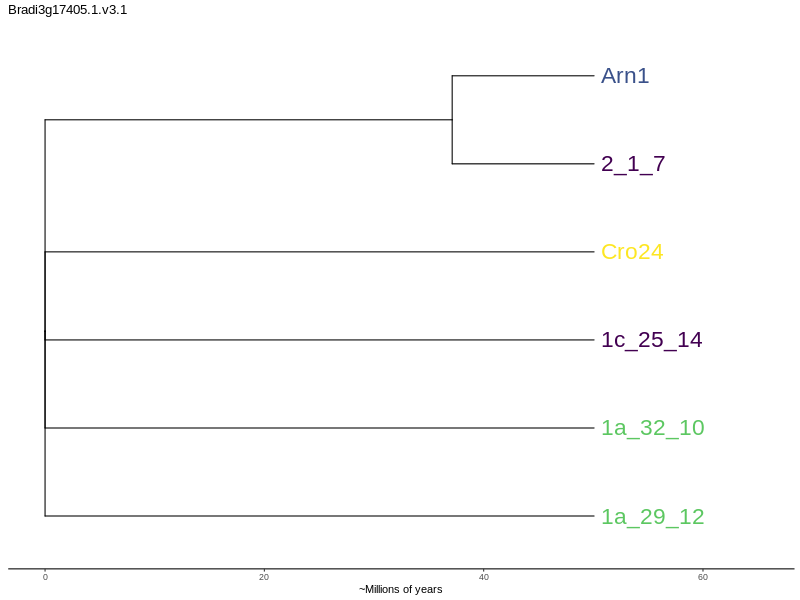 Bradi3g17405.1.v3.1
Arn1
2_1_7
Cro24
1c_25_14
1a_32_10
1a_29_12
0 20 40 60
~Millions of years